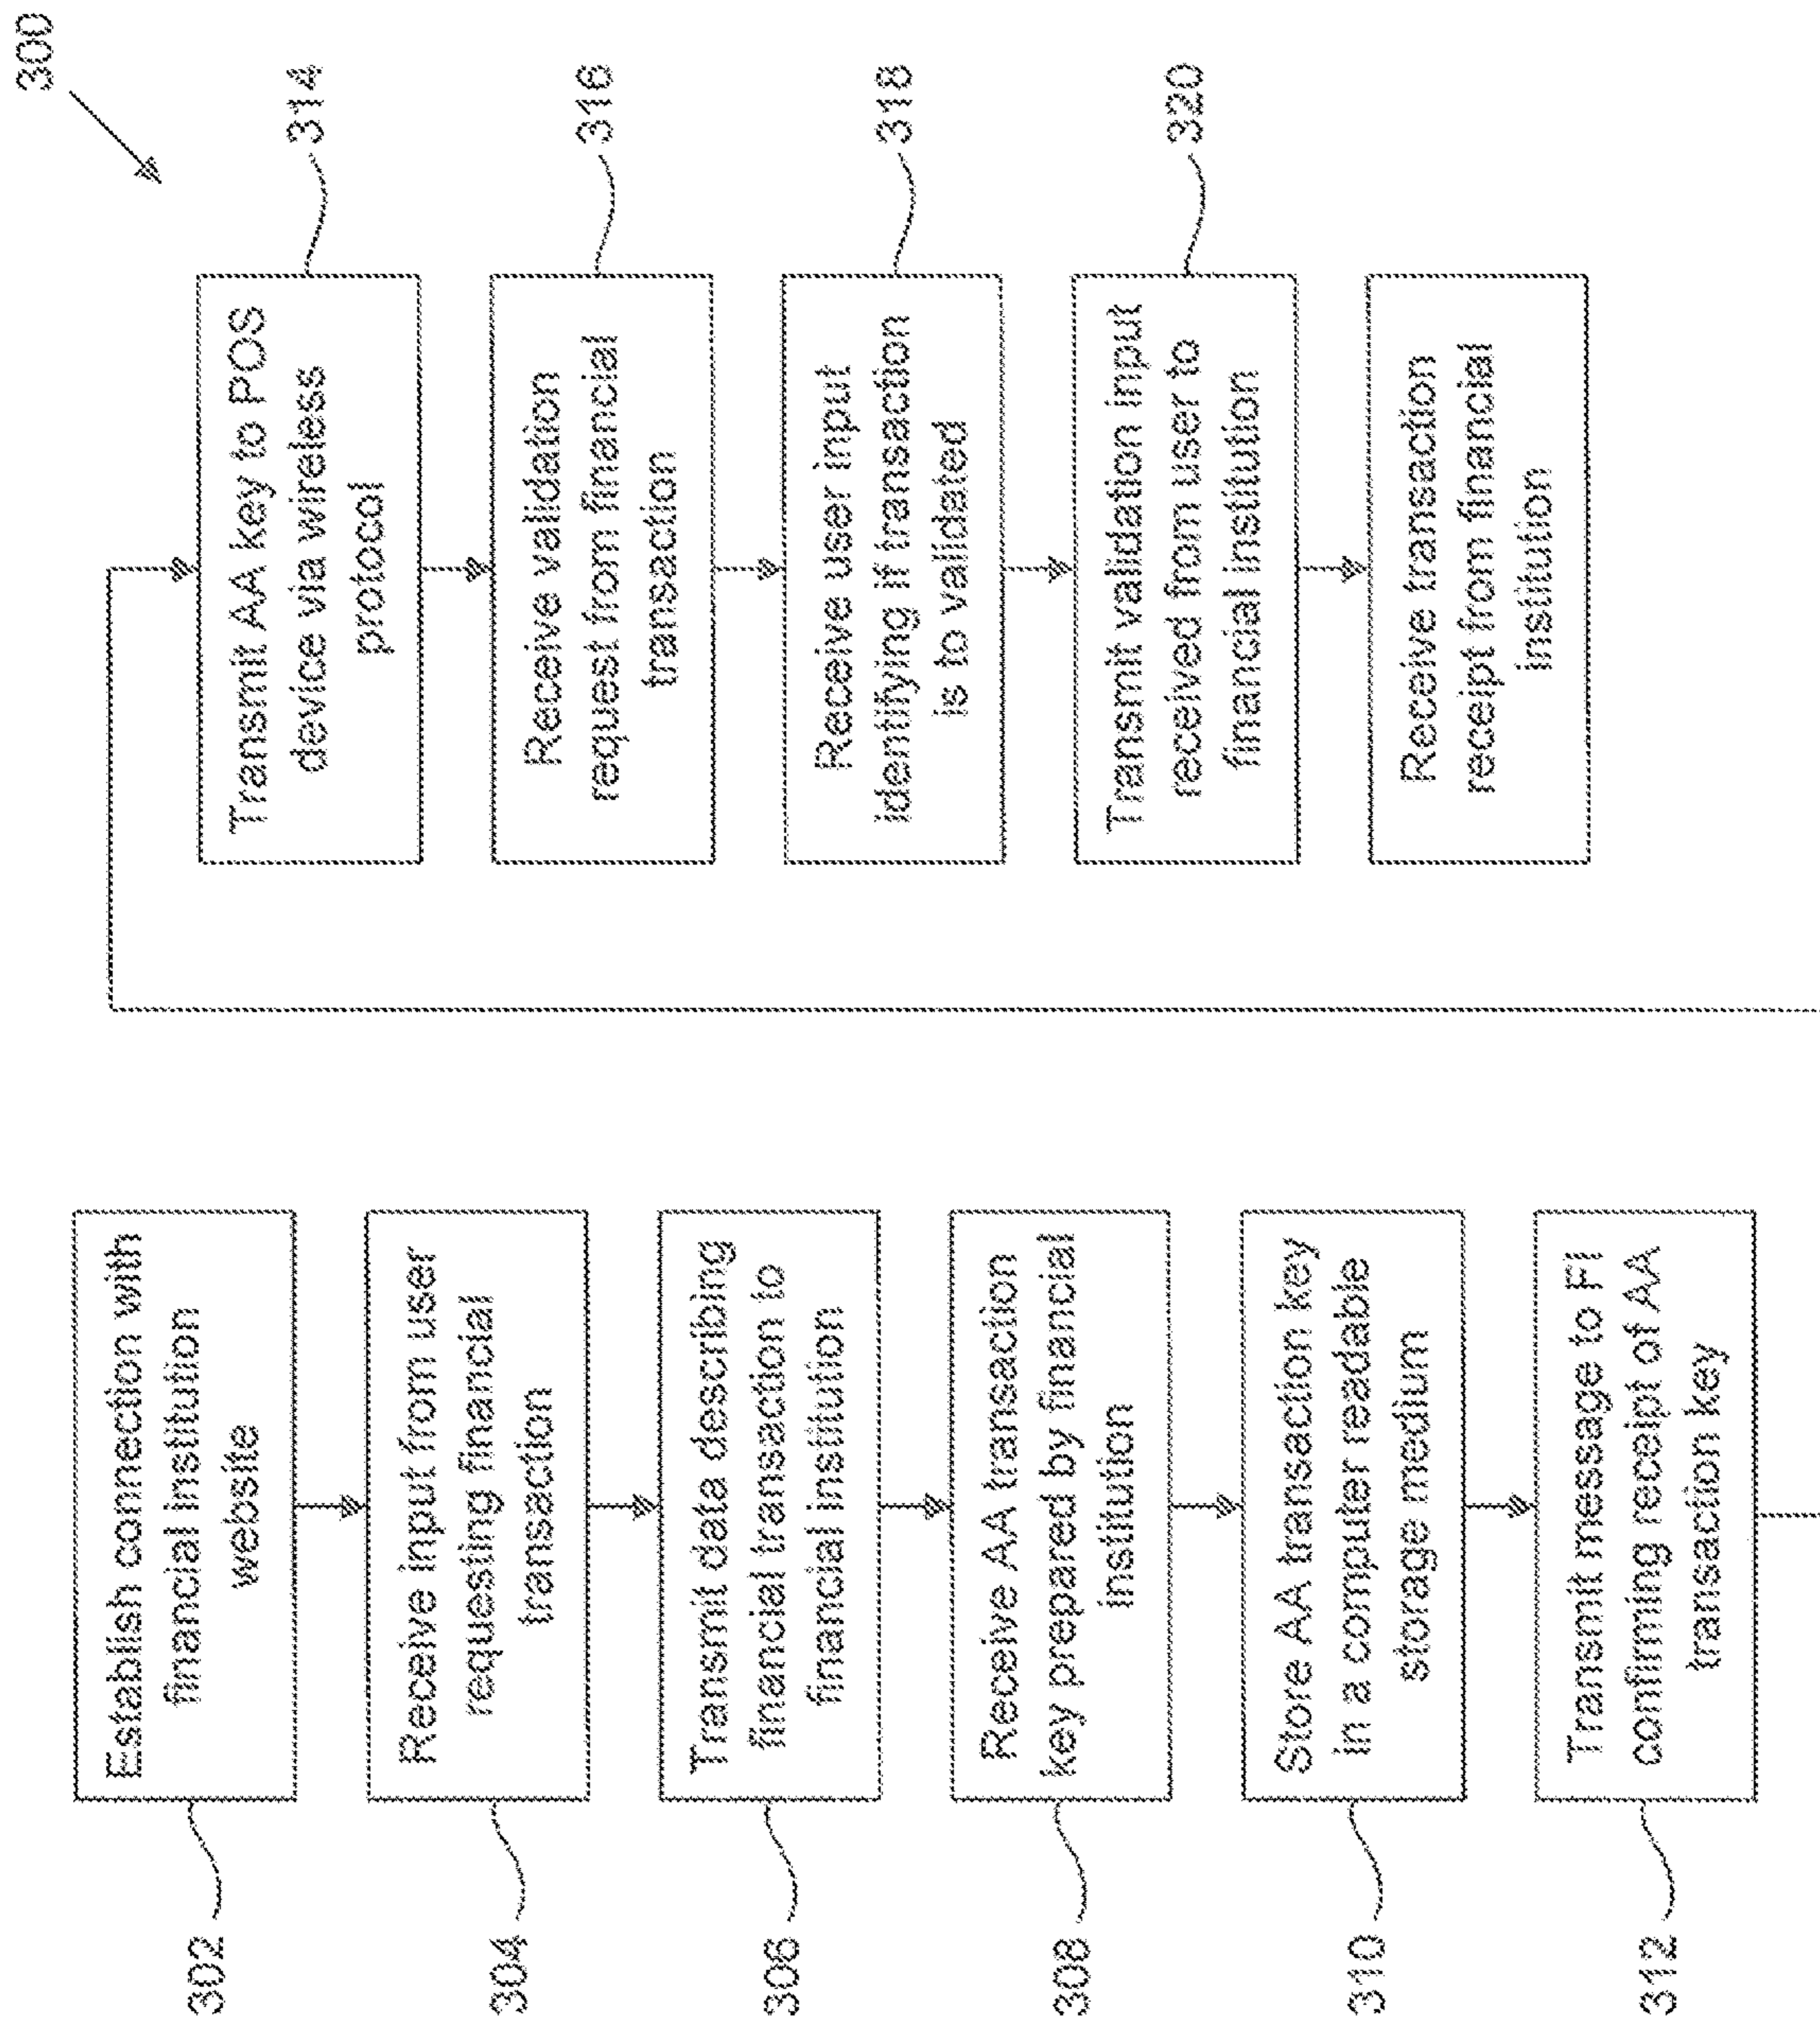 300
302
Establish connection with
financial institution
website
304
Receive input from user
requesting financial
transaction
306
Transmit data describing
financial transaction to
financial institution
308
Receive AA transaction
key prepared by financial
institution
310
Store AA transaction key
in a computer readable
storage medium
312
Transmit message to FI
confirming receipt of AA
transaction key
Transmit AA key to POS
device via wireless
protocol
314
Receive validation
request from financial
transaction
316
Receive user input
identifying if transaction
is to validated
318
Transmit validation input
received from user to
financial institution
320
Receive transaction
receipt from financial
institution